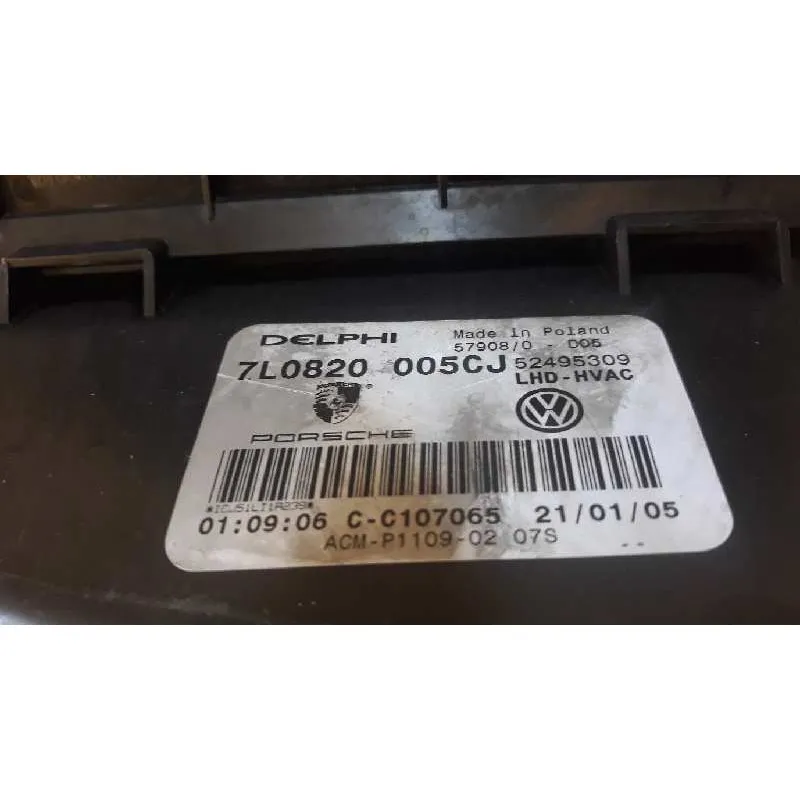 DELPHI
Made in Poland
57908/0 - D05
7L0820 005CJ 52495309
LHD-HVAC
PORSCHE
01:09:06 C-C107065 21/01/05
ACM-P1109-02 07S